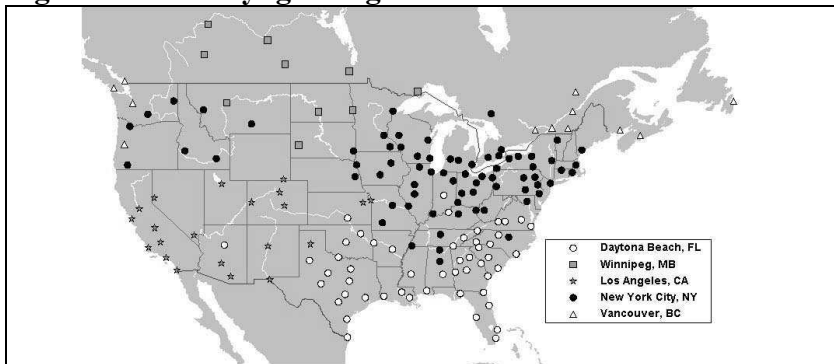 Daytona Beach, FL
Winnipeg, MB
Los Angeles, CA
New York City, NY
Vancouver, BC